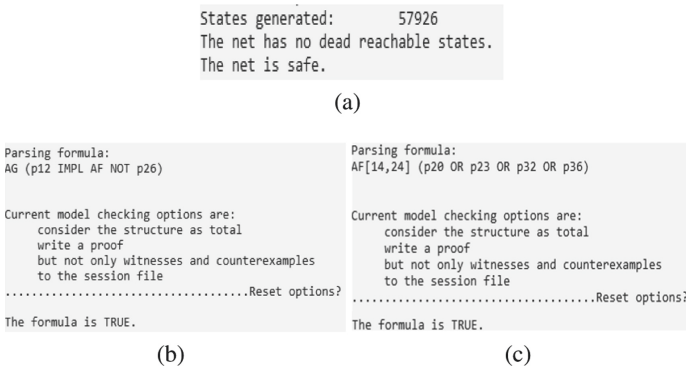 States generated: 57926
The net has no dead reachable states.
The net is safe.
(a)
Parsing formula:
AG (p12 IMPL AF NOT p26)
Current model checking options are:
consider the structure as total
write a proof
but not only witnesses and counterexamples
to the session file
.....................................Reset options?
The formula is TRUE.
(b)
Parsing formula:
AF[14,24] (p20 OR p23 OR p32 OR p36)
Current model checking options are:
consider the structure as total
write a proof
but not only witnesses and counterexamples
to the session file
.....................................Reset options?
The formula is TRUE.
(c)